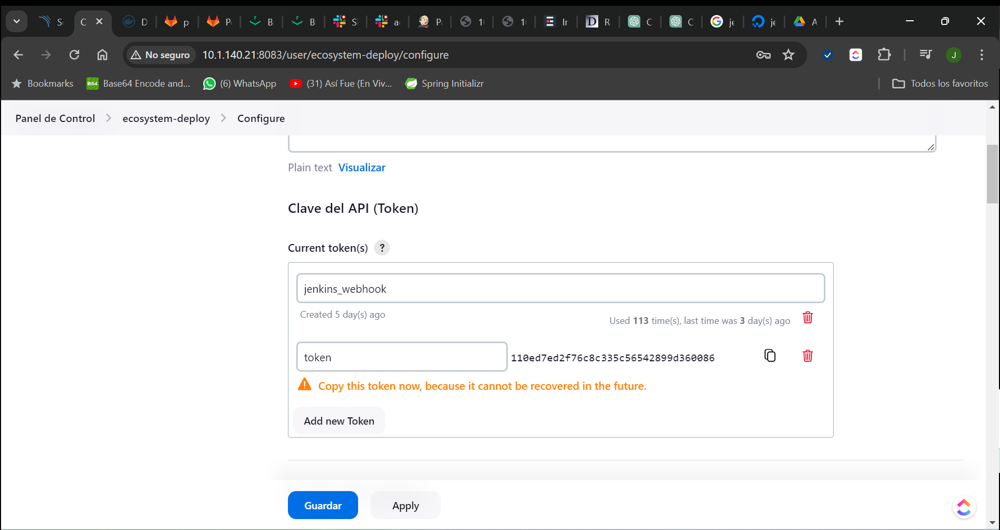 S
C
D
p
P
B
B
S
a
P
1
1
Ir
R
C
C
je
je
A
No seguro
10.1.140.21:8083/user/ecosystem-deploy/configure
J
Bookmarks
B64
Base64 Encode and...
(6) WhatsApp
(31) Así Fue (En Viv...
Spring Initializr
Todos los favoritos
Panel de Control
ecosystem-deploy
Configure
Plain text Visualizar
Clave del API (Token)
Current token(s) ?
jenkins_webhook
Created 5 day(s) ago
Used 113 time(s), last time was 3 day(s) ago
token
110ed7ed2f76c8c335c56542899d360086
Copy this token now, because it cannot be recovered in the future.
Add new Token
Guardar
Apply